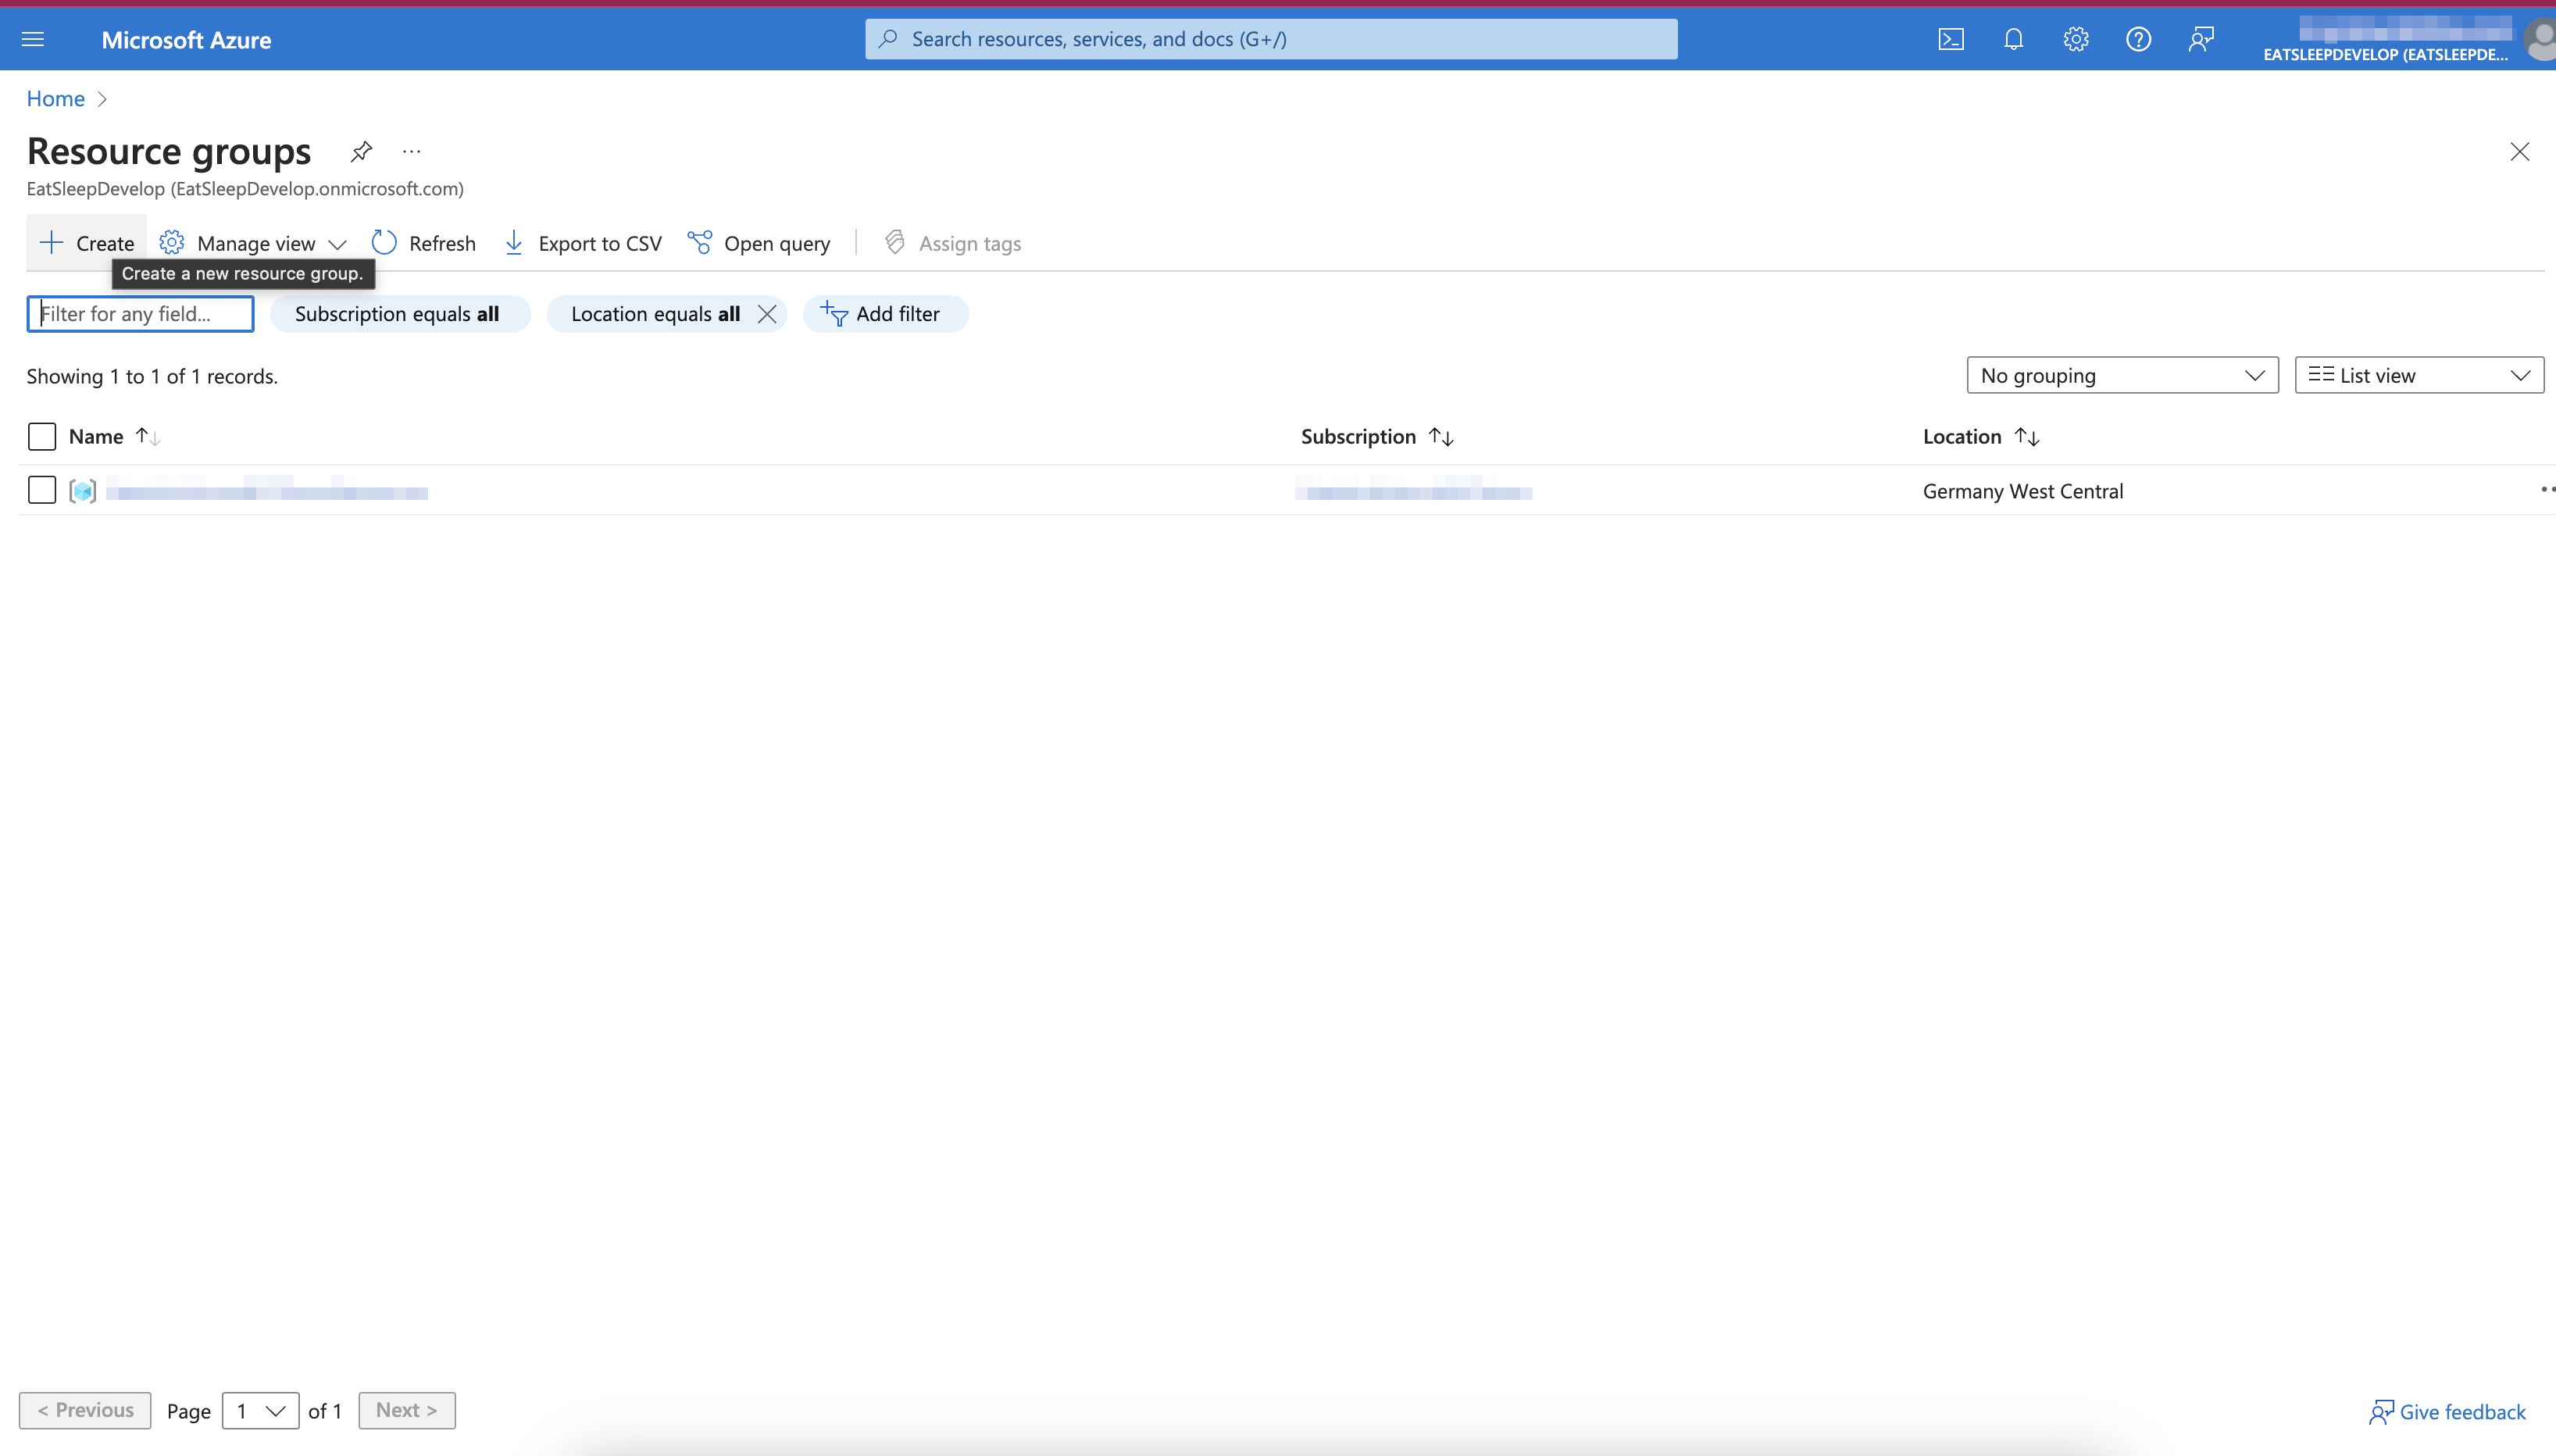 Microsoft Azure
Search resources, services, and docs (G+/)
EATSLEEPDEVELOP (EATSLEEPDE...
Home
Resource groups
...
EatSleepDevelop (EatSleepDevelop.onmicrosoft.com)
Create Manage view Refresh Export to CSV Open query Assign tags
Create a new resource group.
Filter for any field... Subscription equals all Location equals all Add filter
Showing 1 to 1 of 1 records. No grouping List view
Name Subscription Location
Germany West Central
< Previous Page 1 of 1 Next > Give feedback